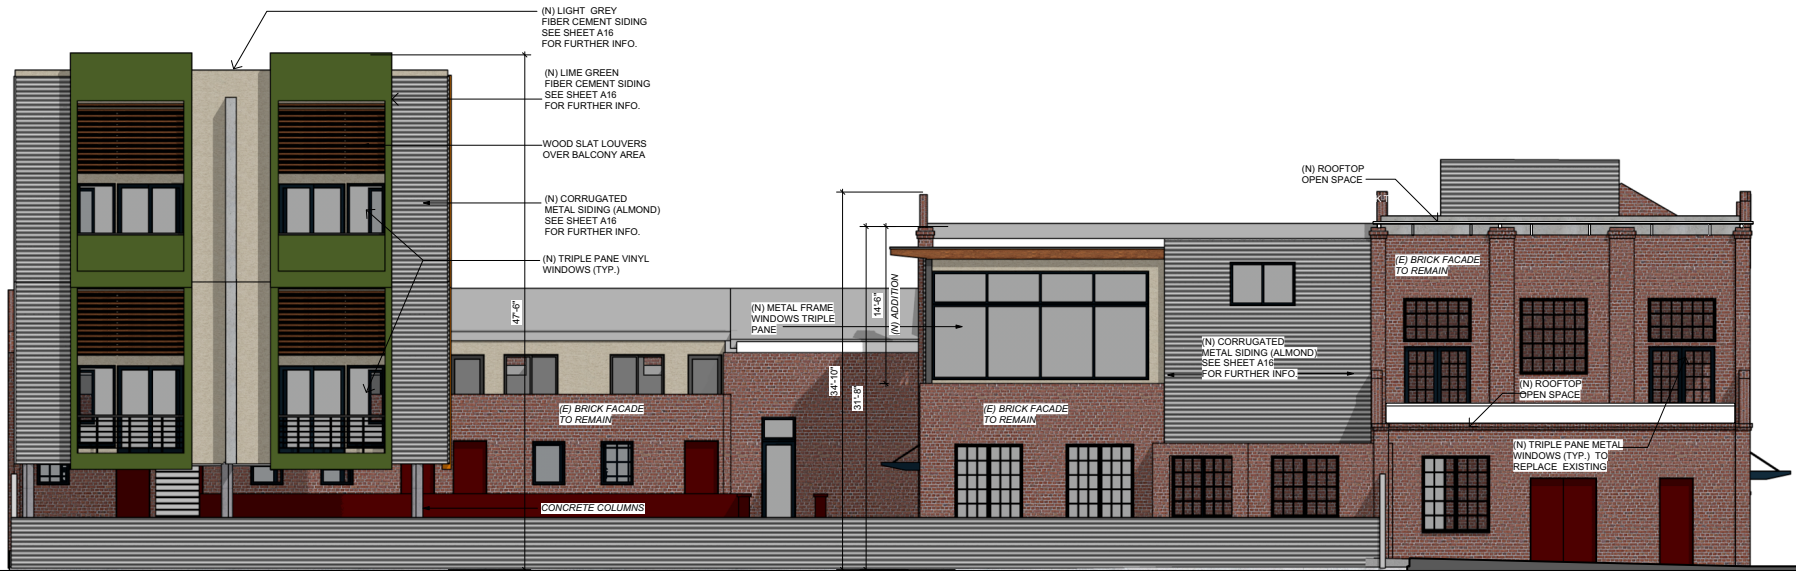 (N) LIGHT GREY
FIBER CEMENT SIDING
SEE SHEET A16
FOR FURTHER INFO.
(N) LIME GREEN
FIBER CEMENT SIDING
SEE SHEET A16
FOR FURTHER INFO.
WOOD SLAT LOUVERS
OVER BALCONY AREA
(N) CORRUGATED
METAL SIDING (ALMOND)
SEE SHEET A16
FOR FURTHER INFO.
(N) TRIPLE PANE VINYL
WINDOWS (TYP.)
47'-6"
(E) BRICK FACADE
TO REMAIN
CONCRETE COLUMNS
(N) METAL FRAME
WINDOWS TRIPLE
PANE
34'-10"
31'-8"
14'-6"
(N) ADDITION
(E) BRICK FACADE
TO REMAIN
(N) CORRUGATED
METAL SIDING (ALMOND)
SEE SHEET A16
FOR FURTHER INFO.
(N) ROOFTOP
OPEN SPACE
(E) BRICK FACADE
TO REMAIN
(N) ROOFTOP
OPEN SPACE
(N) TRIPLE PANE METAL
WINDOWS (TYP.) TO
REPLACE EXISTING